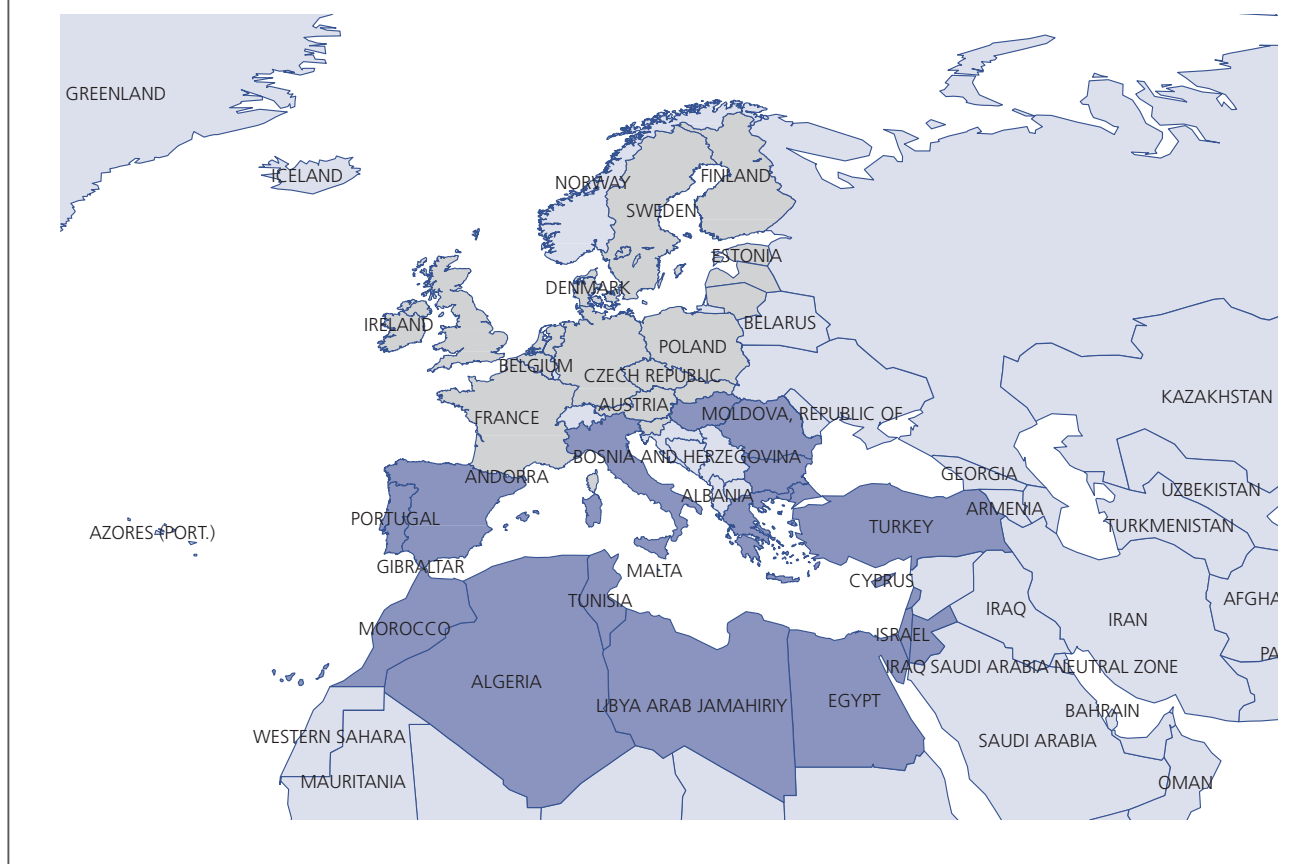 GREENLAND
ICELAND
NORWAY
FINLAND
SWEDEN
ESTONIA
DENMARK
IRELAND
BELARUS
POLAND
BELGIUM
CZECH REPUBLIC
KAZAKHSTAN
AUSTRIA
FRANCE
MOLDOVA, REPUBLIC OF
BOSNIA AND HERZEGOVINA
ANDORRA
GEORGIA
UZBEKISTAN
ALBANIA
ARMENIA
PORTUGAL
TURKEY
TURKMENISTAN
AZORES (PORT.)
GIBRALTAR
MALTA
CYPRUS
TUNISIA
AFGHA
IRAQ
IRAN
MOROCCO
ISRAEL
PA
IRAQ SAUDI ARABIA NEUTRAL ZONE
ALGERIA
EGYPT
LIBYA ARAB JAMAHIRIY
BAHRAIN
WESTERN SAHARA
SAUDI ARABIA
MAURITANIA
OMAN